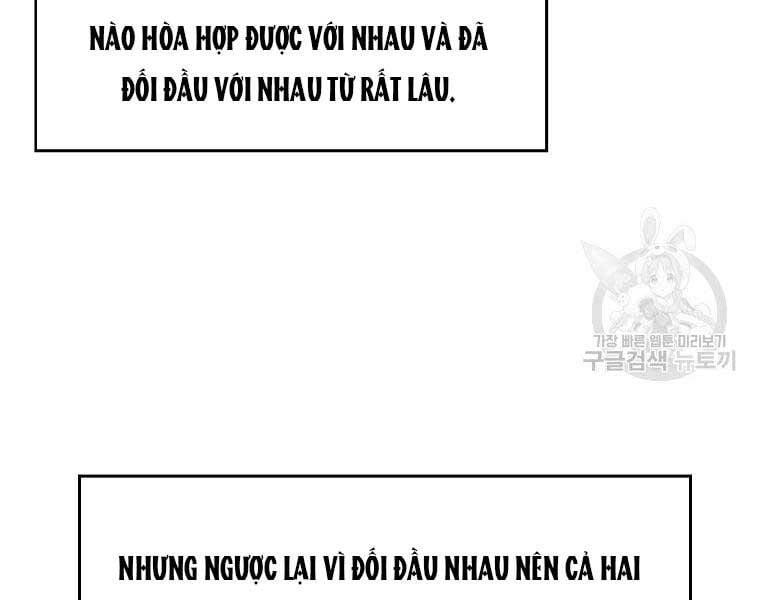 NÀO HÒA HỢP ĐƯỢC VỚI NHAU VÀ ĐÃ
ĐỐI ĐẦU VỚI NHAU TỪ RẤT LÂU.
가장 빠른 웹툰 미리보기
구글검색 뉴토끼
NHƯNG NGƯỢC LẠI VÌ ĐỐI ĐẦU NHAU NÊN CẢ HAI